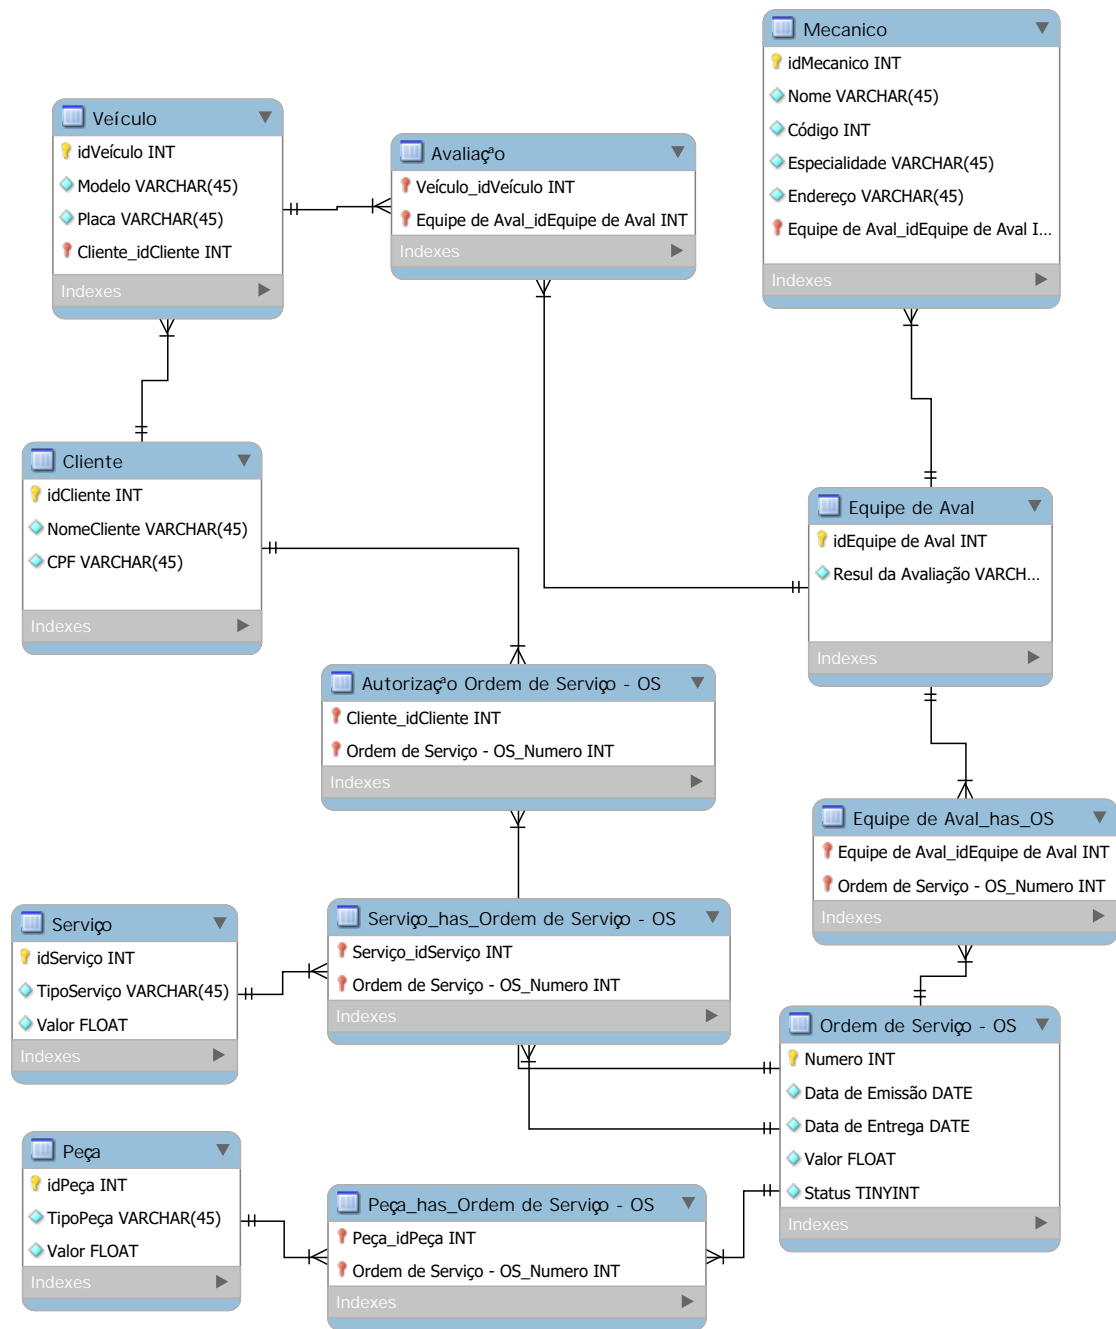 Mecanico
idMecanico INT
Nome VARCHAR(45)
Código INT
Especialidade VARCHAR(45)
Endereço VARCHAR(45)
Equipe de Aval_idEquipe de Aval I...
Indexes
Veículo
idVeículo INT
Modelo VARCHAR(45)
Placa VARCHAR(45)
Cliente_idCliente INT
Indexes
Avaliaçªo
Veículo_idVeículo INT
Equipe de Aval_idEquipe de Aval INT
Indexes
Cliente
idCliente INT
NomeCliente VARCHAR(45)
CPF VARCHAR(45)
Indexes
Equipe de Aval
idEquipe de Aval INT
Resul da Avaliação VARCH...
Indexes
Autorizaçªo Ordem de Serviço - OS
Cliente_idCliente INT
Ordem de Serviço - OS_Numero INT
Indexes
Equipe de Aval_has_OS
Equipe de Aval_idEquipe de Aval INT
Ordem de Serviço - OS_Numero INT
Indexes
Serviço
idServiço INT
TipoServiço VARCHAR(45)
Valor FLOAT
Indexes
Serviço_has_Ordem de Serviço - OS
Serviço_idServiço INT
Ordem de Serviço - OS_Numero INT
Indexes
Ordem de Serviço - OS
Numero INT
Data de Emissão DATE
Data de Entrega DATE
Valor FLOAT
Status TINYINT
Indexes
Peça
idPeça INT
TipoPeça VARCHAR(45)
Valor FLOAT
Indexes
Peça_has_Ordem de Serviço - OS
Peça_idPeça INT
Ordem de Serviço - OS_Numero INT
Indexes